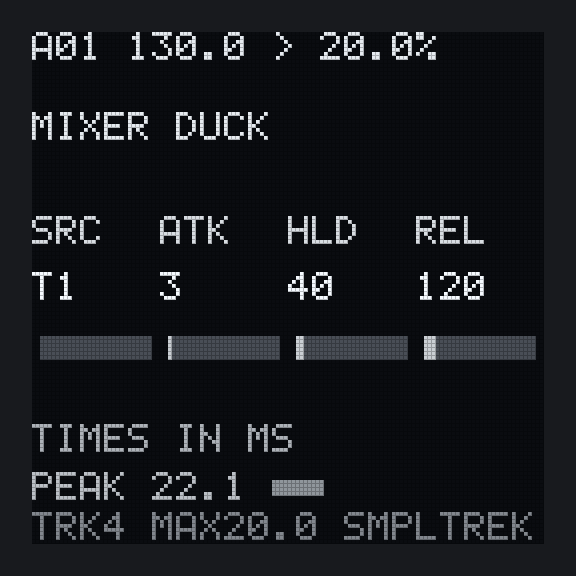 A01 130.0 > 20.0%
MIXER DUCK
SRC ATK HLD REL
T1 3 40 120
TIMES IN MS
PEAK 22.1
TRK4 MAX20.0 SMPLTREK